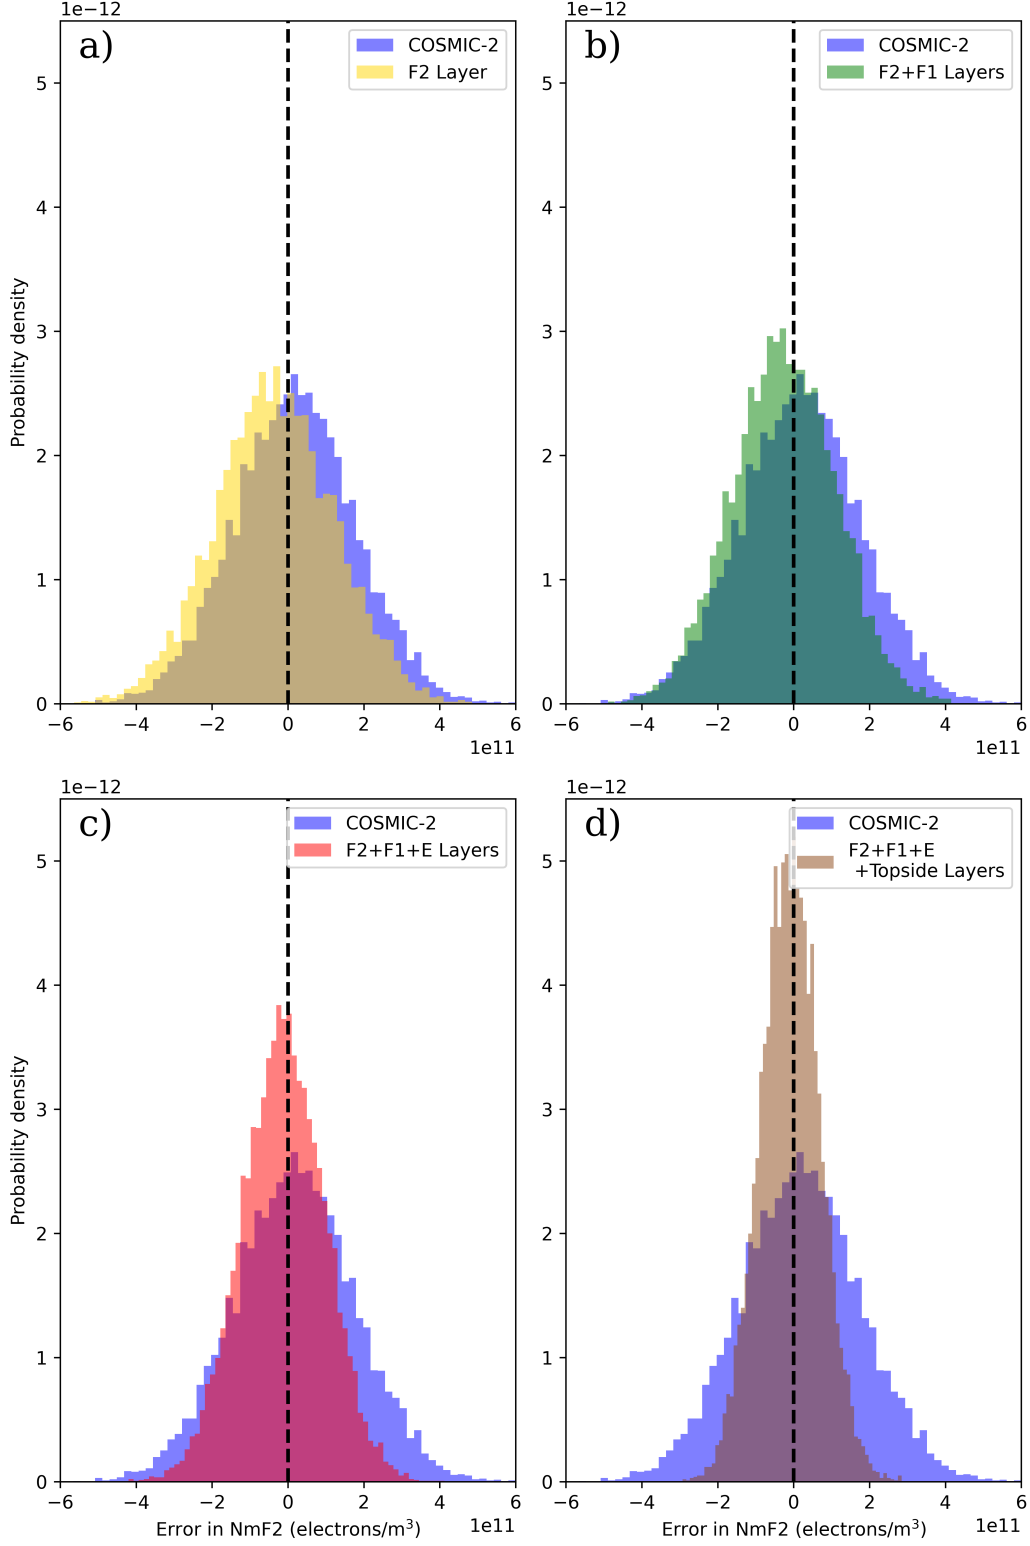 1e−12
1e−12
a)
COSMIC-2
F2 Layer
b)
COSMIC-2
F2+F1 Layers
5
4
3
2
1
0
Probability density
5
4
3
2
1
0
−6 −4 −2 0 2 4 6
1e11
−6 −4 −2 0 2 4 6
1e11
1e−12
1e−12
c)
COSMIC-2
F2+F1+E Layers
d)
COSMIC-2
F2+F1+E
+Topside Layers
5
4
3
2
1
0
Probability density
5
4
3
2
1
0
−6 −4 −2 0 2 4 6
1e11
Error in NmF2 (electrons/m³)
−6 −4 −2 0 2 4 6
1e11
Error in NmF2 (electrons/m³)